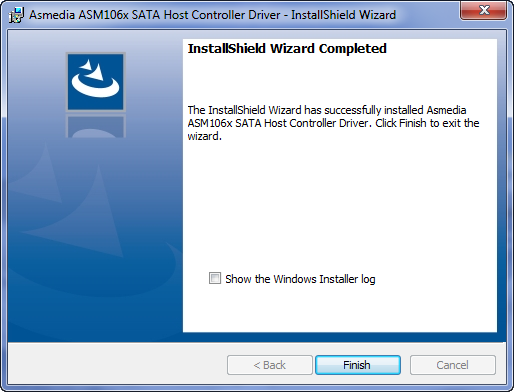 Asmedia ASM106x SATA Host Controller Driver - InstallShield Wizard
InstallShield Wizard Completed
The InstallShield Wizard has successfully installed Asmedia
ASM106x SATA Host Controller Driver. Click Finish to exit the
wizard.
Show the Windows Installer log
< Back
Finish
Cancel